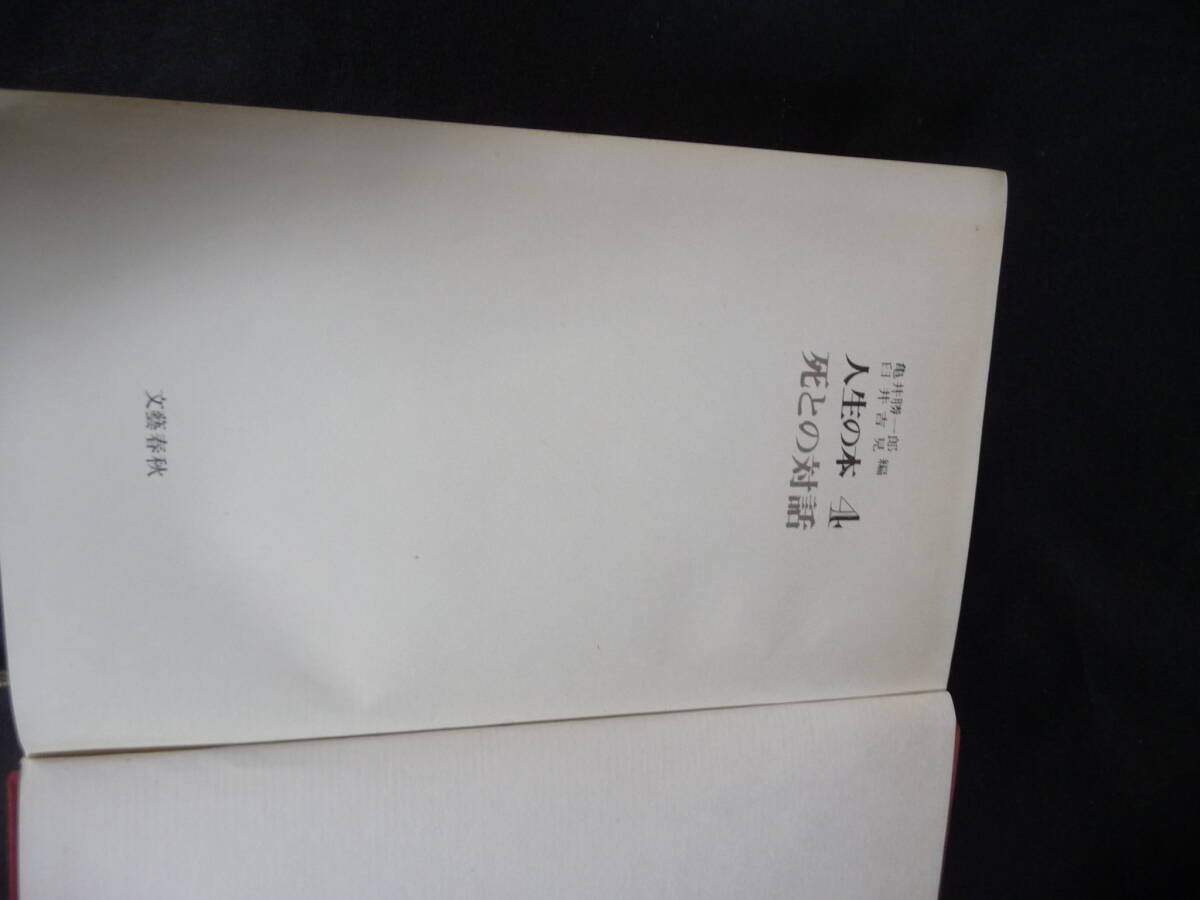 亀井勝一郎
臼井吉見 編
人生の本 4
死との対話
文藝春秋